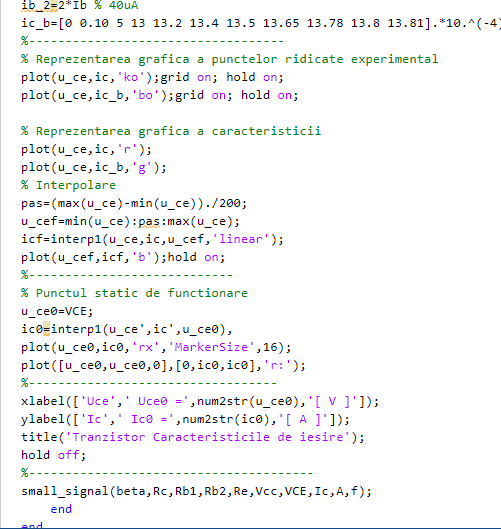 ib_2=2*Ib % 40uA
ic_b=[0 0.10 5 13 13.2 13.4 13.5 13.65 13.78 13.8 13.81].*10.^(-4)
%----------------------------------
% Reprezentarea grafica a punctelor ridicate experimental
plot(u_ce,ic,'ko');grid on; hold on;
plot(u_ce,ic_b,'bo');grid on; hold on;
% Reprezentarea grafica a caracteristicii
plot(u_ce,ic,'r');
plot(u_ce,ic_b,'g');
% Interpolare
pas=(max(u_ce)-min(u_ce))./200;
u_cef=min(u_ce):pas:max(u_ce);
icf=interp1(u_ce,ic,u_cef,'linear');
plot(u_cef,icf,'b');hold on;
%---------------------------
% Punctul static de functionare
u_ce0=VCE;
ic0=interp1(u_ce',ic',u_ce0),
plot(u_ce0,ic0,'rx','MarkerSize',16);
plot([u_ce0,u_ce0,0],[0,ic0,ic0],'r:');
%---------------------------------
xlabel(['Uce',' Uce0 =',num2str(u_ce0),'[ V ]']);
ylabel(['Ic',' Ic0 =',num2str(ic0),'[ A ]']);
title('Tranzistor Caracteristicile de iesire');
hold off;
%--------------------------------------
small_signal(beta,Rc,Rb1,Rb2,Re,Vcc,VCE,Ic,A,f);
end
end